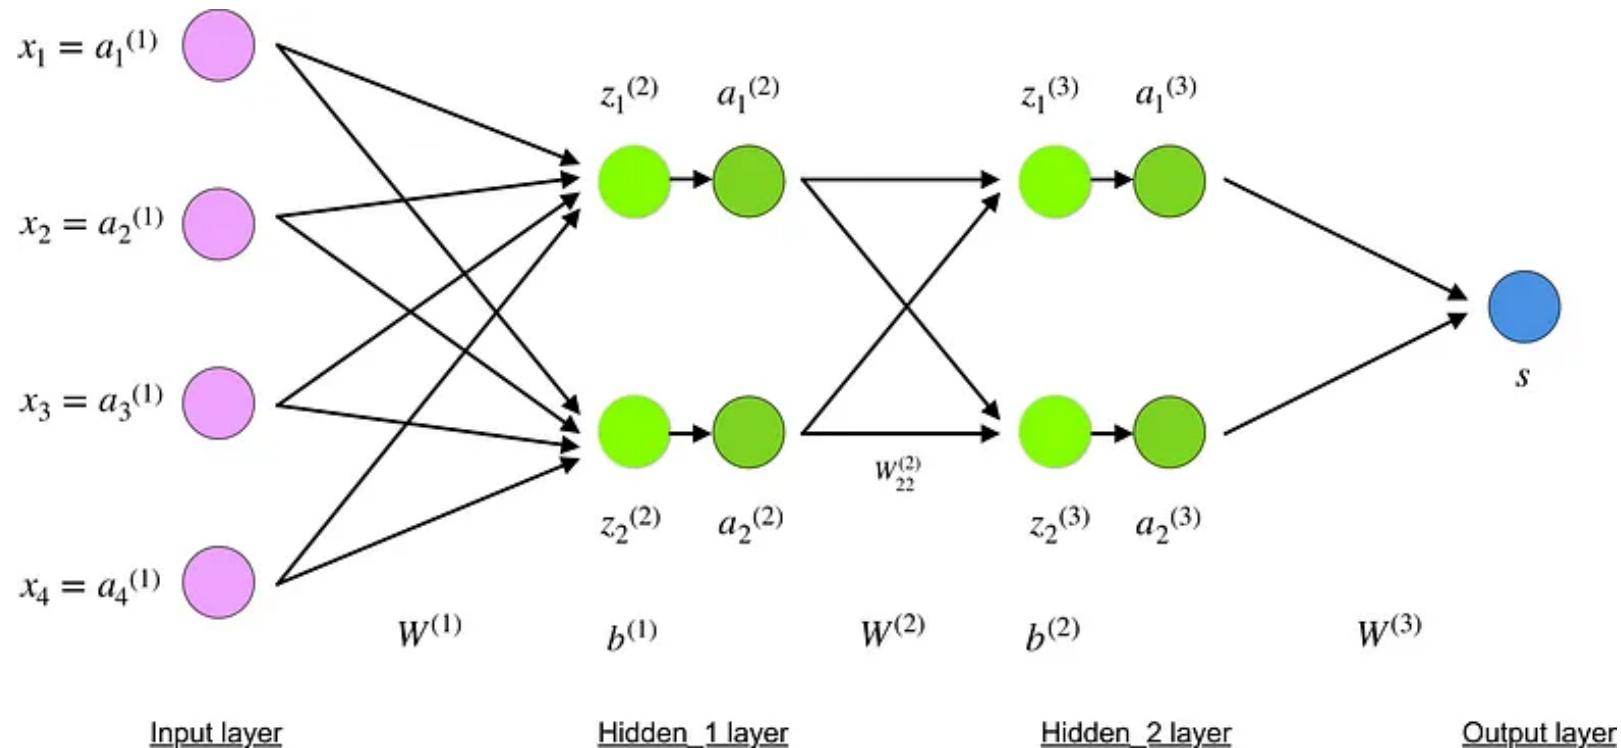 x₁ = a₁⁽¹⁾
z₁⁽²⁾ a₁⁽²⁾ z₁⁽³⁾ a₁⁽³⁾
x₂ = a₂⁽¹⁾
x₃ = a₃⁽¹⁾
s
W₂₂⁽²⁾
z₂⁽²⁾ a₂⁽²⁾ z₂⁽³⁾ a₂⁽³⁾
x₄ = a₄⁽¹⁾
W⁽¹⁾ b⁽¹⁾ W⁽²⁾ b⁽²⁾ W⁽³⁾
Input layer Hidden_1 layer Hidden_2 layer Output layer